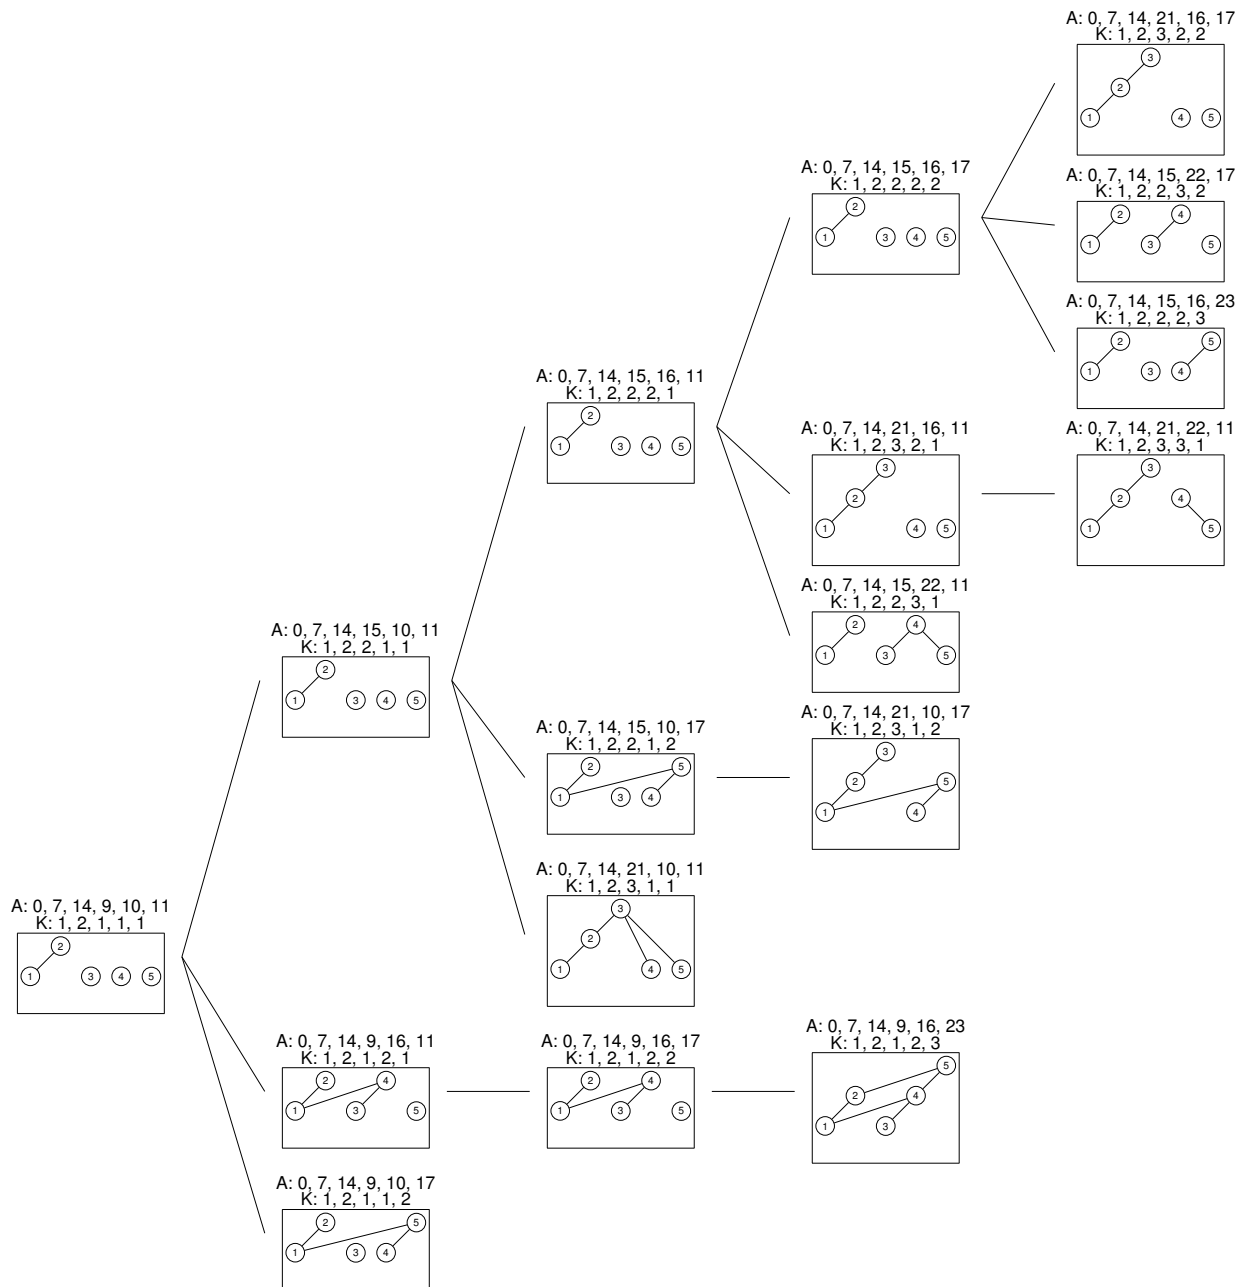 A: 0, 7, 14, 21, 16, 17
K: 1, 2, 3, 2, 2
3
2
1 4 5
A: 0, 7, 14, 15, 16, 17
K: 1, 2, 2, 2, 2
2
1 3 4 5
A: 0, 7, 14, 15, 22, 17
K: 1, 2, 2, 3, 2
2 4
1 3 5
A: 0, 7, 14, 15, 16, 23
K: 1, 2, 2, 2, 3
2 5
1 3 4
A: 0, 7, 14, 15, 16, 11
K: 1, 2, 2, 2, 1
2
1 3 4 5
A: 0, 7, 14, 21, 16, 11
K: 1, 2, 3, 2, 1
3
2
1 4 5
A: 0, 7, 14, 21, 22, 11
K: 1, 2, 3, 3, 1
3
2 4
1 5
A: 0, 7, 14, 15, 22, 11
K: 1, 2, 2, 3, 1
2 4
1 3 5
A: 0, 7, 14, 15, 10, 11
K: 1, 2, 2, 1, 1
2
1 3 4 5
A: 0, 7, 14, 15, 10, 17
K: 1, 2, 2, 1, 2
2 5
1 3 4
A: 0, 7, 14, 21, 10, 17
K: 1, 2, 3, 1, 2
3
2 5
1 4
A: 0, 7, 14, 21, 10, 11
K: 1, 2, 3, 1, 1
3
2
1 4 5
A: 0, 7, 14, 9, 10, 11
K: 1, 2, 1, 1, 1
2
1 3 4 5
A: 0, 7, 14, 9, 16, 11
K: 1, 2, 1, 2, 1
2 4
1 3 5
A: 0, 7, 14, 9, 16, 17
K: 1, 2, 1, 2, 2
2 4
1 3 5
A: 0, 7, 14, 9, 16, 23
K: 1, 2, 1, 2, 3
5
2 4
1 3
A: 0, 7, 14, 9, 10, 17
K: 1, 2, 1, 1, 2
2 5
1 3 4